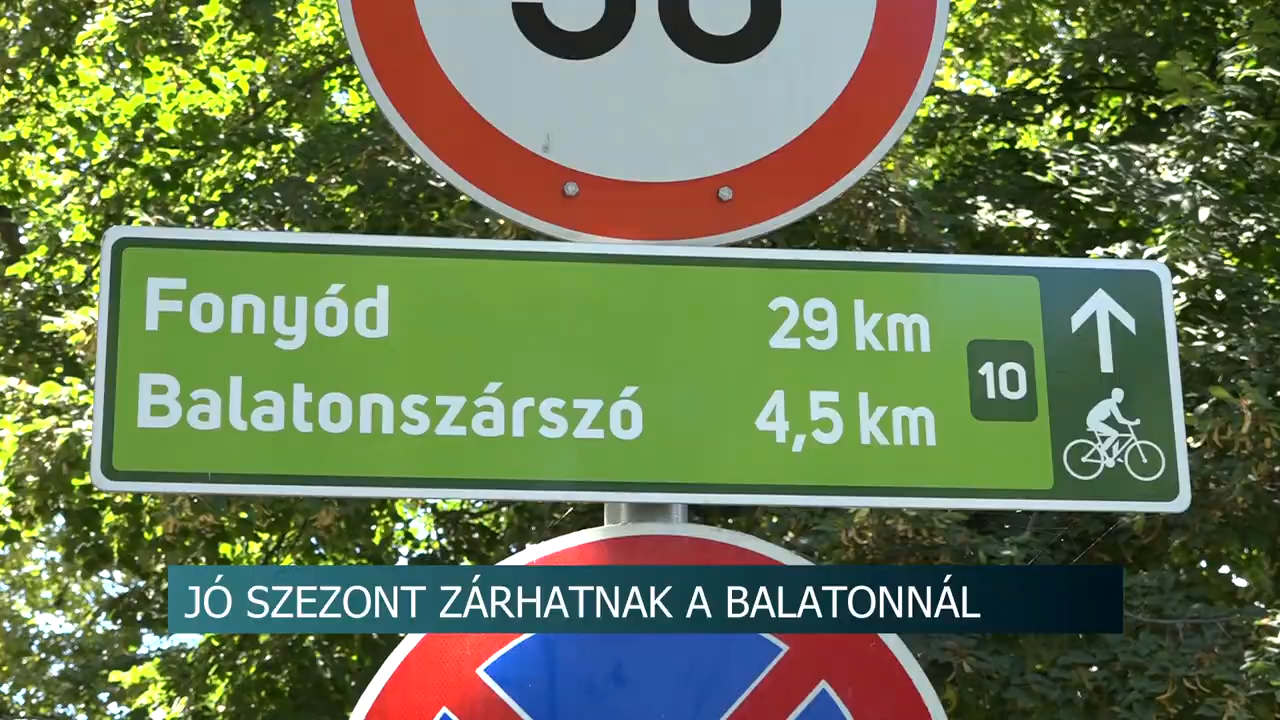 Fonyód 29 km
Balatonszárszó 4,5 km
10
JÓ SZEZONT ZÁRHATNAK A BALATONNÁL